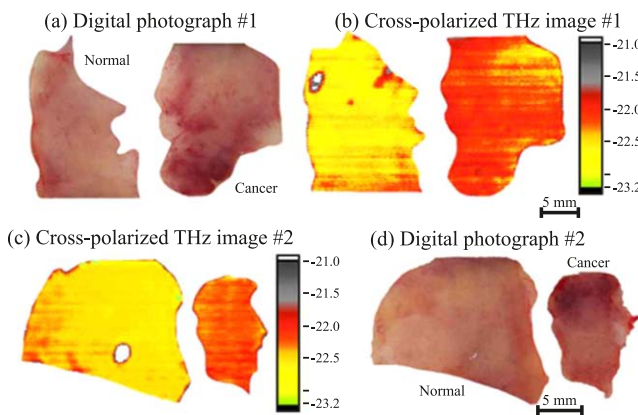 (a) Digital photograph #1
Normal
Cancer
(b) Cross-polarized THz image #1
-21.0
-21.5
-22.0
-22.5
-23.2
5 mm
(c) Cross-polarized THz image #2
-21.0
-21.5
-22.0
-22.5
-23.2
(d) Digital photograph #2
Cancer
Normal
5 mm